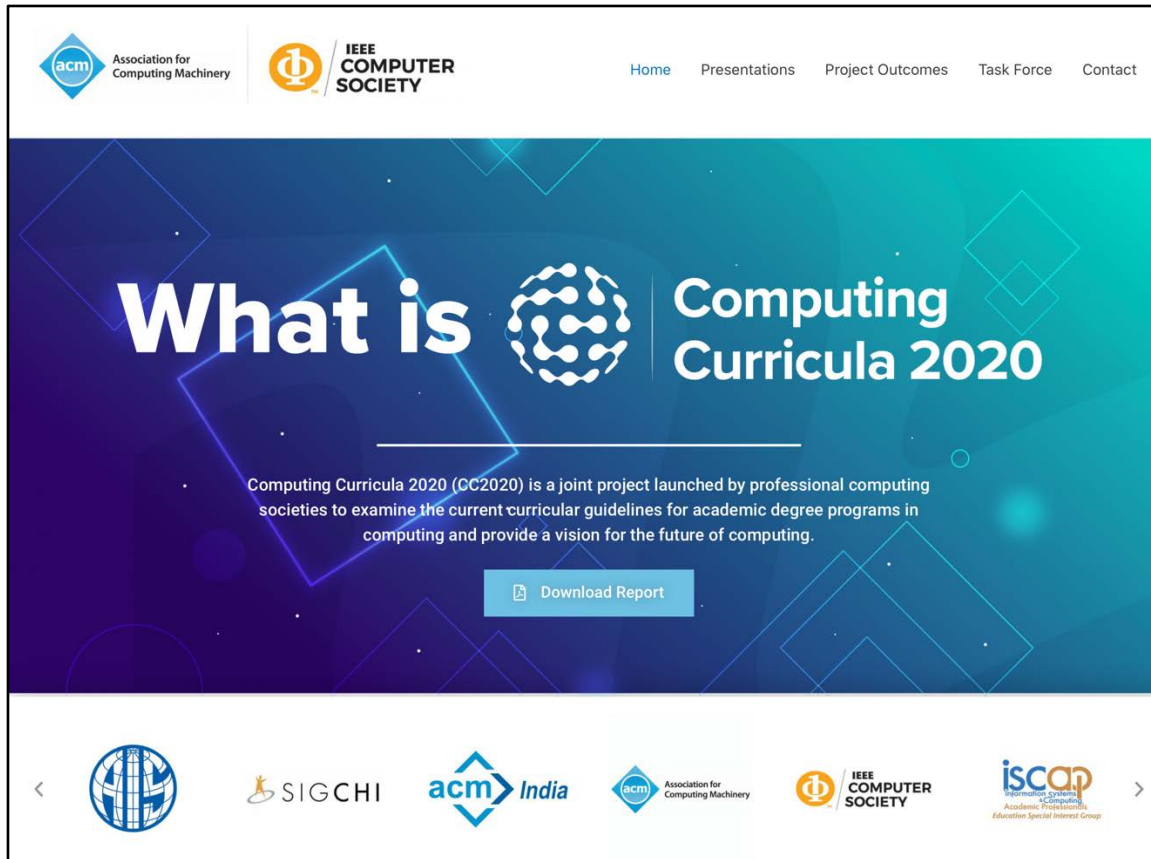 acm
Association for
Computing Machinery
IEEE
COMPUTER
SOCIETY
TM
Home Presentations Project Outcomes Task Force Contact
What is
Computing
Curricula 2020
Computing Curricula 2020 (CC2020) is a joint project launched by professional computing
societies to examine the current curricular guidelines for academic degree programs in
computing and provide a vision for the future of computing.
Download Report
AIS
SIGCHI
acm India
acm
Association for
Computing Machinery
IEEE
COMPUTER
SOCIETY
iscap
information systems
& Computing
Academic Professionals
Education Special Interest Group